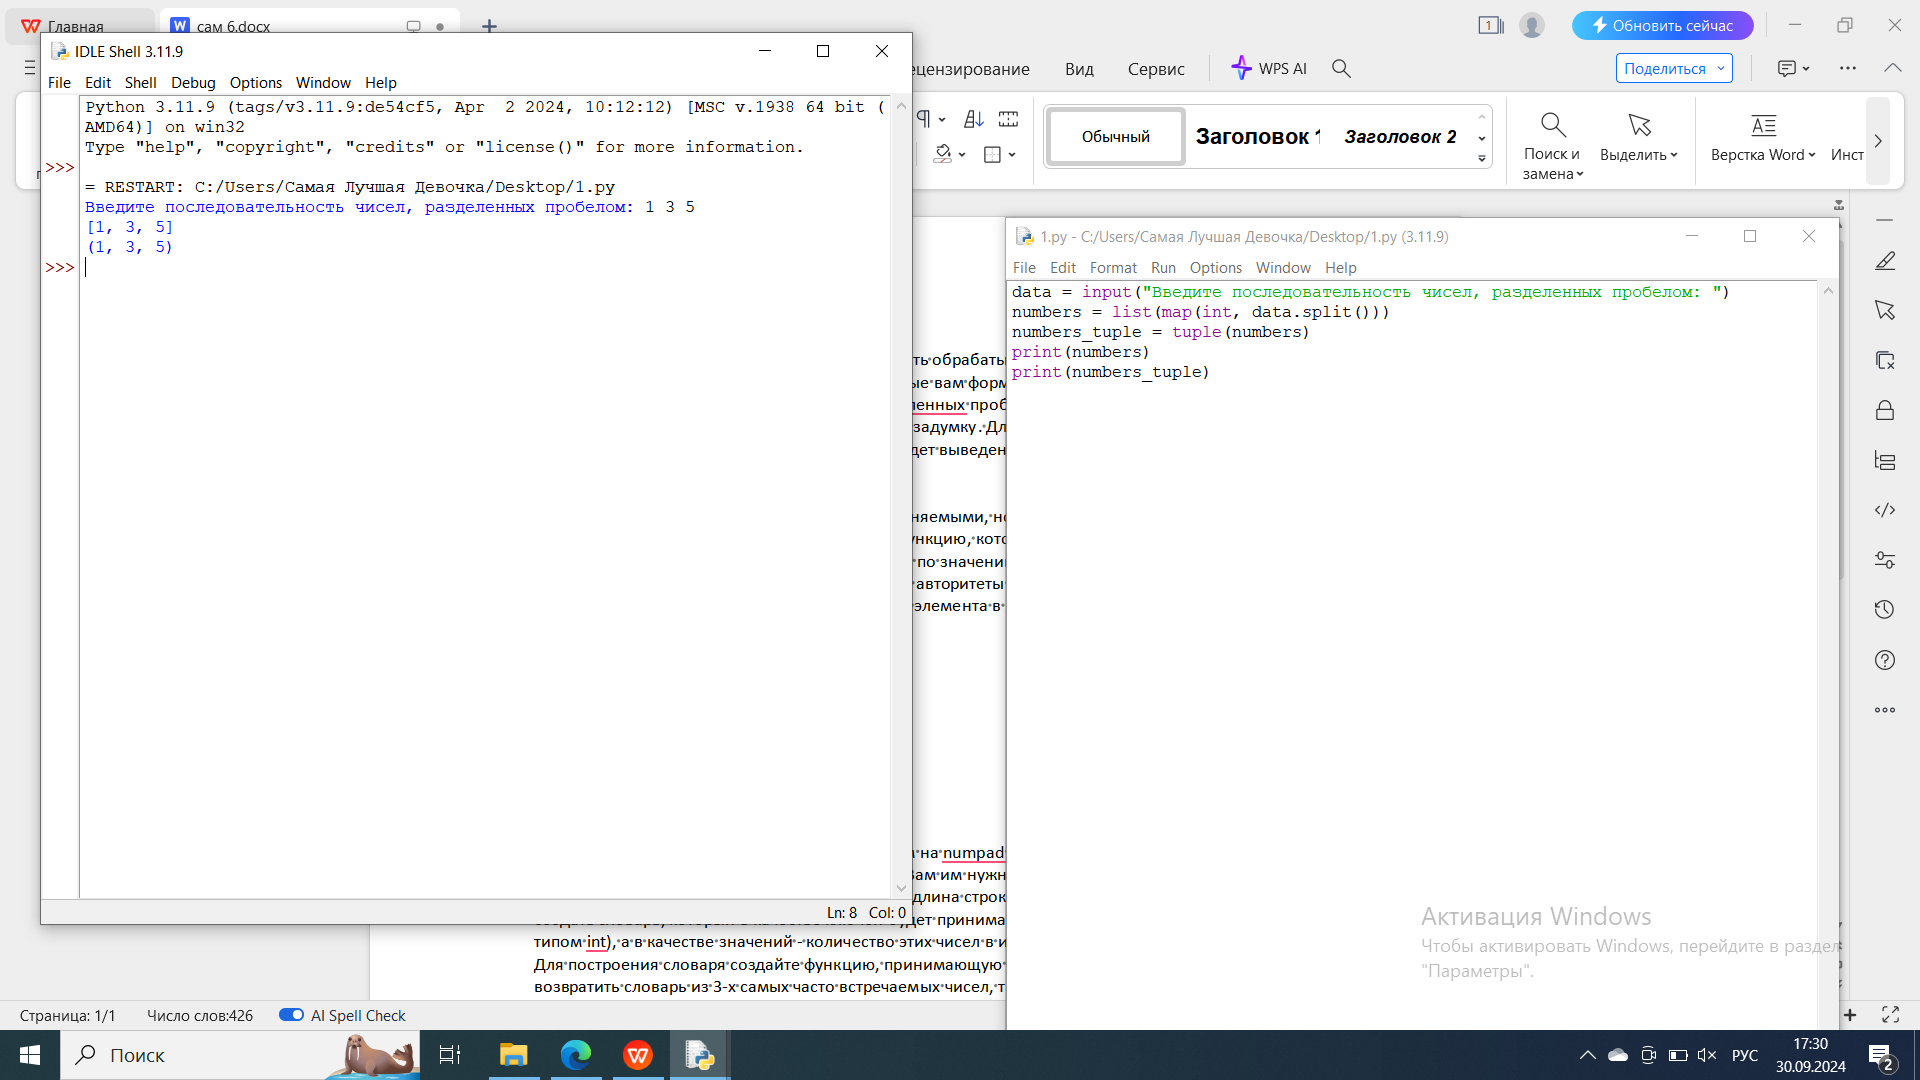 Главная
сам 6.docx
Обновить сейчас
ецензирование Вид Сервис WPS AI
Поделиться
Обычный Заголовок Заголовок 2
Поиск и замена
Выделить
Верстка Word
Инст
IDLE Shell 3.11.9
File Edit Shell Debug Options Window Help
Python 3.11.9 (tags/v3.11.9:de54cf5, Apr  2 2024, 10:12:12) [MSC v.1938 64 bit (
AMD64)] on win32
Type "help", "copyright", "credits" or "license()" for more information.
>>>
= RESTART: C:/Users/Самая Лучшая Девочка/Desktop/1.py
Введите последовательность чисел, разделенных пробелом: 1 3 5
[1, 3, 5]
(1, 3, 5)
>>>
Ln: 8 Col: 0
1.py - C:/Users/Самая Лучшая Девочка/Desktop/1.py (3.11.9)
File Edit Format Run Options Window Help
data = input("Введите последовательность чисел, разделенных пробелом: ")
numbers = list(map(int, data.split()))
numbers_tuple = tuple(numbers)
print(numbers)
print(numbers_tuple)
ть обрабаты
ые вам форм
ленных проб
задумку. Дл
дет выведен
няемыми, но
нкцию, кото
по значени
авторитеты
элемента в
на numpad
Вам им нужн
длина строк
дет принима
типом int), а в качестве значений - количество этих чисел в и
Для построения словаря создайте функцию, принимающую
возвратить словарь из 3-х самых часто встречаемых чисел, т
Активация Windows
Чтобы активировать Windows, перейдите в раздел
"Параметры".
Страница: 1/1 Число слов:426 AI Spell Check
Поиск
РУС
17:30
30.09.2024
2